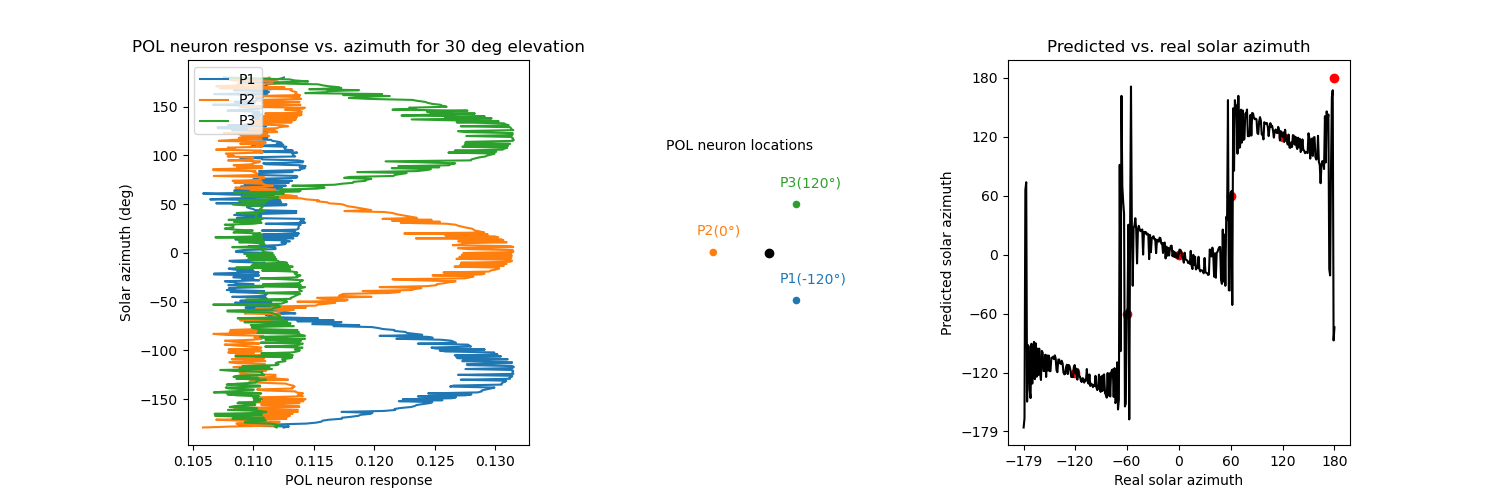 POL neuron response vs. azimuth for 30 deg elevation
P1
P2
P3
Solar azimuth (deg)
150
100
50
0
−50
−100
−150
0.105 0.110 0.115 0.120 0.125 0.130
POL neuron response
POL neuron locations
P3(120°)
P2(0°)
P1(-120°)
Predicted vs. real solar azimuth
Predicted solar azimuth
180
120
60
0
−60
−120
−179
−179 −120 −60 0 60 120 180
Real solar azimuth